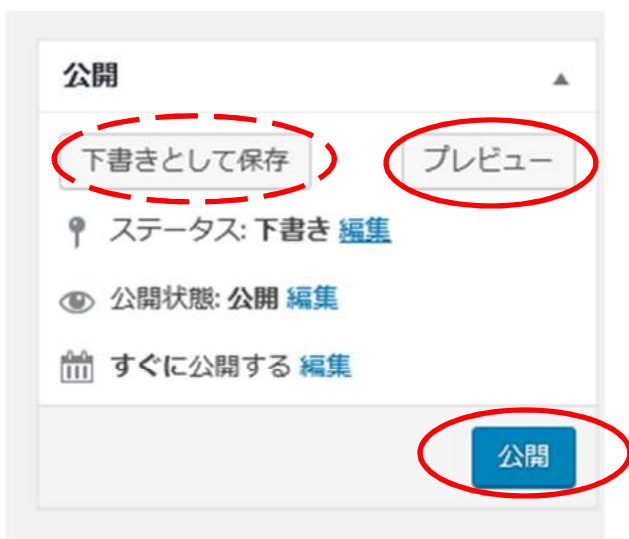 公開
下書きとして保存 プレビュー
ステータス: 下書き 編集
公開状態: 公開 編集
すぐに公開する 編集
公開